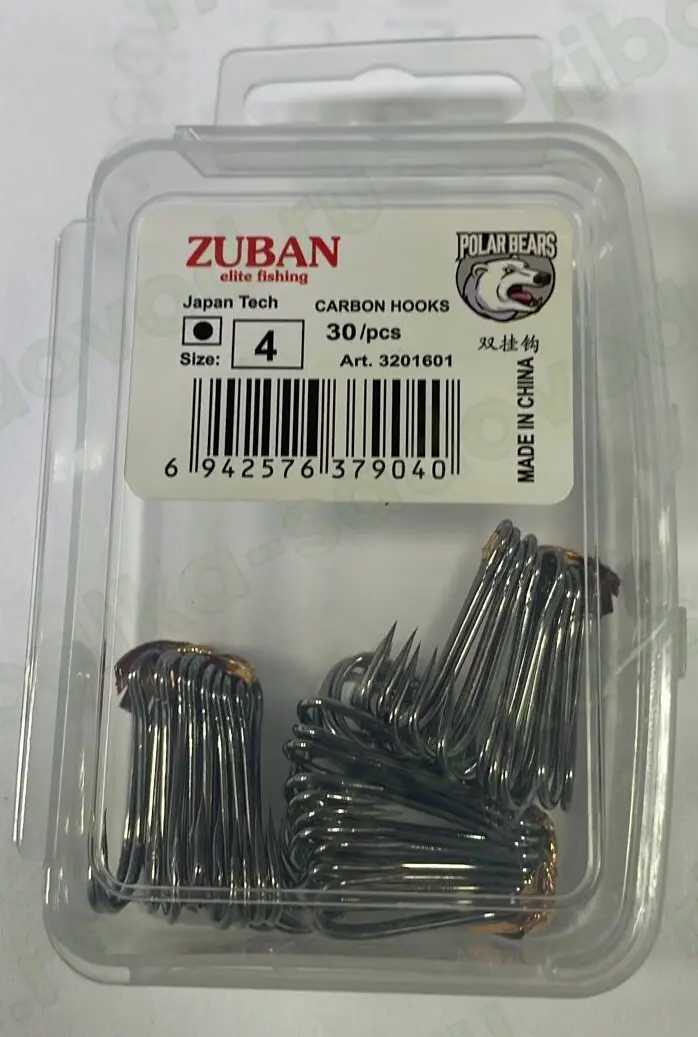 ZUBAN
elite fishing
POLAR BEARS
Japan Tech
CARBON HOOKS
30/pcs
Size:
4
Art. 3201601
双挂钩
MADE IN CHINA
6 942576 379040